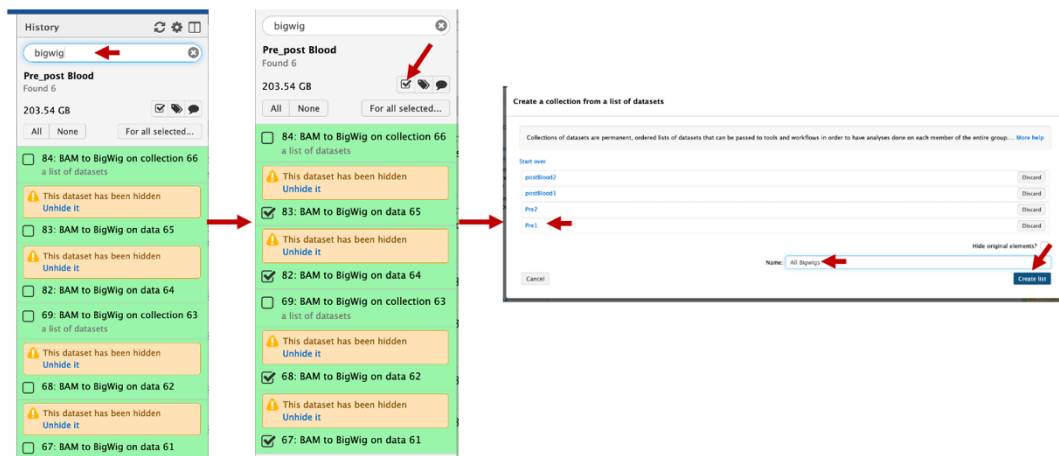 History
bigwig
Pre_post Blood
Found 6
203.54 GB
All None For all selected...
84: BAM to BigWig on collection 66
a list of datasets
This dataset has been hidden
Unhide it
83: BAM to BigWig on data 65
This dataset has been hidden
Unhide it
82: BAM to BigWig on data 64
69: BAM to BigWig on collection 63
a list of datasets
This dataset has been hidden
Unhide it
68: BAM to BigWig on data 62
This dataset has been hidden
Unhide it
67: BAM to BigWig on data 61
bigwig
Pre_post Blood
Found 6
203.54 GB
All None For all selected...
84: BAM to BigWig on collection 66
a list of datasets
This dataset has been hidden
Unhide it
83: BAM to BigWig on data 65
This dataset has been hidden
Unhide it
82: BAM to BigWig on data 64
69: BAM to BigWig on collection 63
a list of datasets
This dataset has been hidden
Unhide it
68: BAM to BigWig on data 62
This dataset has been hidden
Unhide it
67: BAM to BigWig on data 61
Create a collection from a list of datasets
Collections of datasets are permanent, ordered lists of datasets that can be passed to tools and workflows in order to have analyses done on each member of the entire group.... More help
Start over
postBlood2 Discard
postBlood1 Discard
Pre2 Discard
Pre1 Discard
Hide original elements?
Name: All Bigwigs
Cancel Create list